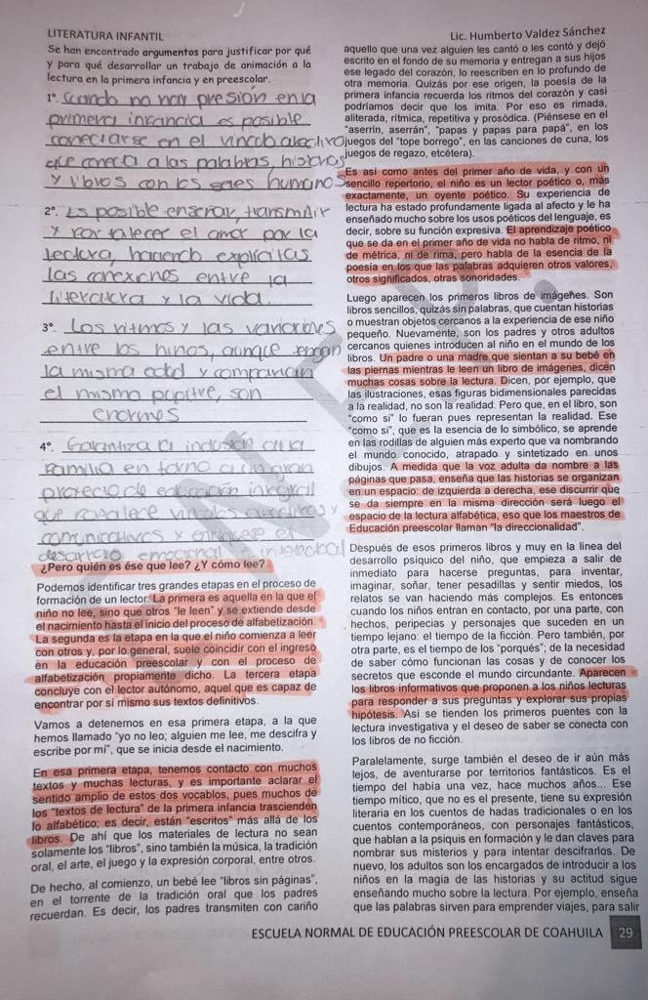 LITERATURA INFANTIL
Se han encontrado argumentos para justificar por qué
y para qué desarrollar un trabajo de animación a la
lectura en la primera infancia y en preescolar.
1°. Cuando no hay presión en la
primera infancia es posible
conectarse en el vinculo afectivo
que conecta a las palabras, historias
y libros con los seres humanos
2°. Es posible enseñar, transmitir
y fortalecer el amor por la
lectura, haciendo explicitas
las conexiones entre la
literatura y la vida.
3°. Los ritmos y las variaciones
entre los niños, aunque tengan
la misma edad y compartan
el mismo pupitre, son
enormes
4°. Garantiza la inclusión de la
familia en torno a un gran
proyecto de educación integral
que fortalece vinculos afectivos y
comunicativos y enriquece el
desarrollo emocional
¿Pero quién es ése que lee? ¿Y cómo lee?
Podemos identificar tres grandes etapas en el proceso de
formación de un lector. La primera es aquella en la que el
niño no lee, sino que otros "le leen" y se extiende desde
el nacimiento hasta el inicio del proceso de alfabetización.
La segunda es la etapa en la que el niño comienza a leer
con otros y, por lo general, suele coincidir con el ingreso
en la educación preescolar y con el proceso de
alfabetización propiamente dicho. La tercera etapa
concluye con el lector autónomo, aquel que es capaz de
encontrar por sí mismo sus textos definitivos.
Vamos a detenernos en esa primera etapa, a la que
hemos llamado "yo no leo; alguien me lee, me descifra y
escribe por mí", que se inicia desde el nacimiento.
En esa primera etapa, tenemos contacto con muchos
textos y muchas lecturas, y es importante aclarar el
sentido amplio de estos dos vocablos, pues muchos de
los "textos de lectura" de la primera infancia trascienden
lo alfabético; es decir, están "escritos" más allá de los
libros. De ahí que los materiales de lectura no sean
solamente los "libros", sino también la música, la tradición
oral, el arte, el juego y la expresión corporal, entre otros.
De hecho, al comienzo, un bebé lee "libros sin páginas",
en el torrente de la tradición oral que los padres
recuerdan. Es decir, los padres transmiten con cariño
Lic. Humberto Valdez Sánchez
aquello que una vez alguien les cantó o les contó y dejó
escrito en el fondo de su memoria y entregan a sus hijos
ese legado del corazón, lo reescriben en lo profundo de
otra memoria. Quizás por ese origen, la poesía de la
primera infancia recuerda los ritmos del corazón y casi
podríamos decir que los imita. Por eso es rimada,
aliterada, rítmica, repetitiva y prosódica. (Piénsese en el
"aserrín, aserrán", "papas y papas para papá", en los
juegos del "tope borrego", en las canciones de cuna, los
juegos de regazo, etcétera).
Es así como antes del primer año de vida, y con un
sencillo repertorio, el niño es un lector poético o, más
exactamente, un oyente poético. Su experiencia de
lectura ha estado profundamente ligada al afecto y le ha
enseñado mucho sobre los usos poéticos del lenguaje, es
decir, sobre su función expresiva. El aprendizaje poético
que se da en el primer año de vida no habla de ritmo, ni
de métrica, ni de rima, pero habla de la esencia de la
poesía en los que las palabras adquieren otros valores,
otros significados, otras sonoridades.
Luego aparecen los primeros libros de imágenes. Son
libros sencillos, quizás sin palabras, que cuentan historias
o muestran objetos cercanos a la experiencia de ese niño
pequeño. Nuevamente, son los padres y otros adultos
cercanos quienes introducen al niño en el mundo de los
libros. Un padre o una madre que sientan a su bebé en
las piernas mientras le leen un libro de imágenes, dicen
muchas cosas sobre la lectura. Dicen, por ejemplo, que
las ilustraciones, esas figuras bidimensionales parecidas
a la realidad, no son la realidad. Pero que, en el libro, son
"como si" lo fueran pues representan la realidad. Ese
"como si", que es la esencia de lo simbólico, se aprende
en las rodillas de alguien más experto que va nombrando
el mundo conocido, atrapado y sintetizado en unos
dibujos. A medida que la voz adulta da nombre a las
páginas que pasa, enseña que las historias se organizan
en un espacio: de izquierda a derecha, ese discurrir que
se da siempre en la misma dirección será luego el
espacio de la lectura alfabética, eso que los maestros de
Educación preescolar llaman "la direccionalidad".
Después de esos primeros libros y muy en la línea del
desarrollo psíquico del niño, que empieza a salir de
inmediato para hacerse preguntas, para inventar,
imaginar, soñar, tener pesadillas y sentir miedos, los
relatos se van haciendo más complejos. Es entonces
cuando los niños entran en contacto, por una parte, con
hechos, peripecias y personajes que suceden en un
tiempo lejano: el tiempo de la ficción. Pero también, por
otra parte, es el tiempo de los "porqués"; de la necesidad
de saber cómo funcionan las cosas y de conocer los
secretos que esconde el mundo circundante. Aparecen
los libros informativos que proponen a los niños lecturas
para responder a sus preguntas y explorar sus propias
hipótesis. Así se tienden los primeros puentes con la
lectura investigativa y el deseo de saber se conecta con
los libros de no ficción.
Paralelamente, surge también el deseo de ir aún más
lejos, de aventurarse por territorios fantásticos. Es el
tiempo del había una vez, hace muchos años... Ese
tiempo mítico, que no es el presente, tiene su expresión
literaria en los cuentos de hadas tradicionales o en los
cuentos contemporáneos, con personajes fantásticos,
que hablan a la psiquis en formación y le dan claves para
nombrar sus misterios y para intentar descifrarlos. De
nuevo, los adultos son los encargados de introducir a los
niños en la magia de las historias y su actitud sigue
enseñando mucho sobre la lectura. Por ejemplo, enseña
que las palabras sirven para emprender viajes, para salir
ESCUELA NORMAL DE EDUCACIÓN PREESCOLAR DE COAHUILA 29